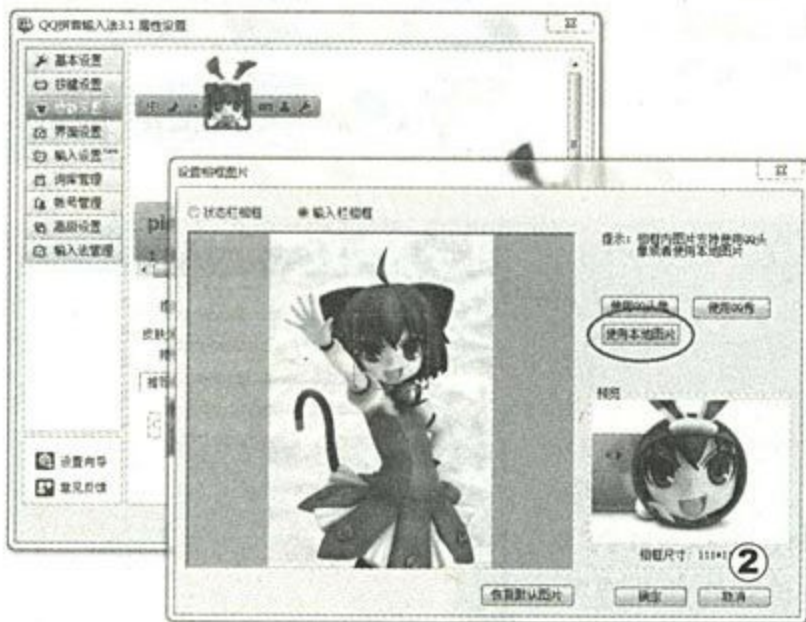 QQ拼音输入法3.1 属性设置
基本设置
按键设置
界面设置
输入设置
词库管理
账号管理
高级设置
输入法管理
设置向导
意见反馈
设置相框图片
状态栏相框
输入栏相框
提示：相框内图片支持使用QQ头
像或者使用本地图片
使用QQ头像
使用QQ秀
使用本地图片
预览
相框尺寸：
②
恢复默认图片
确定
取消